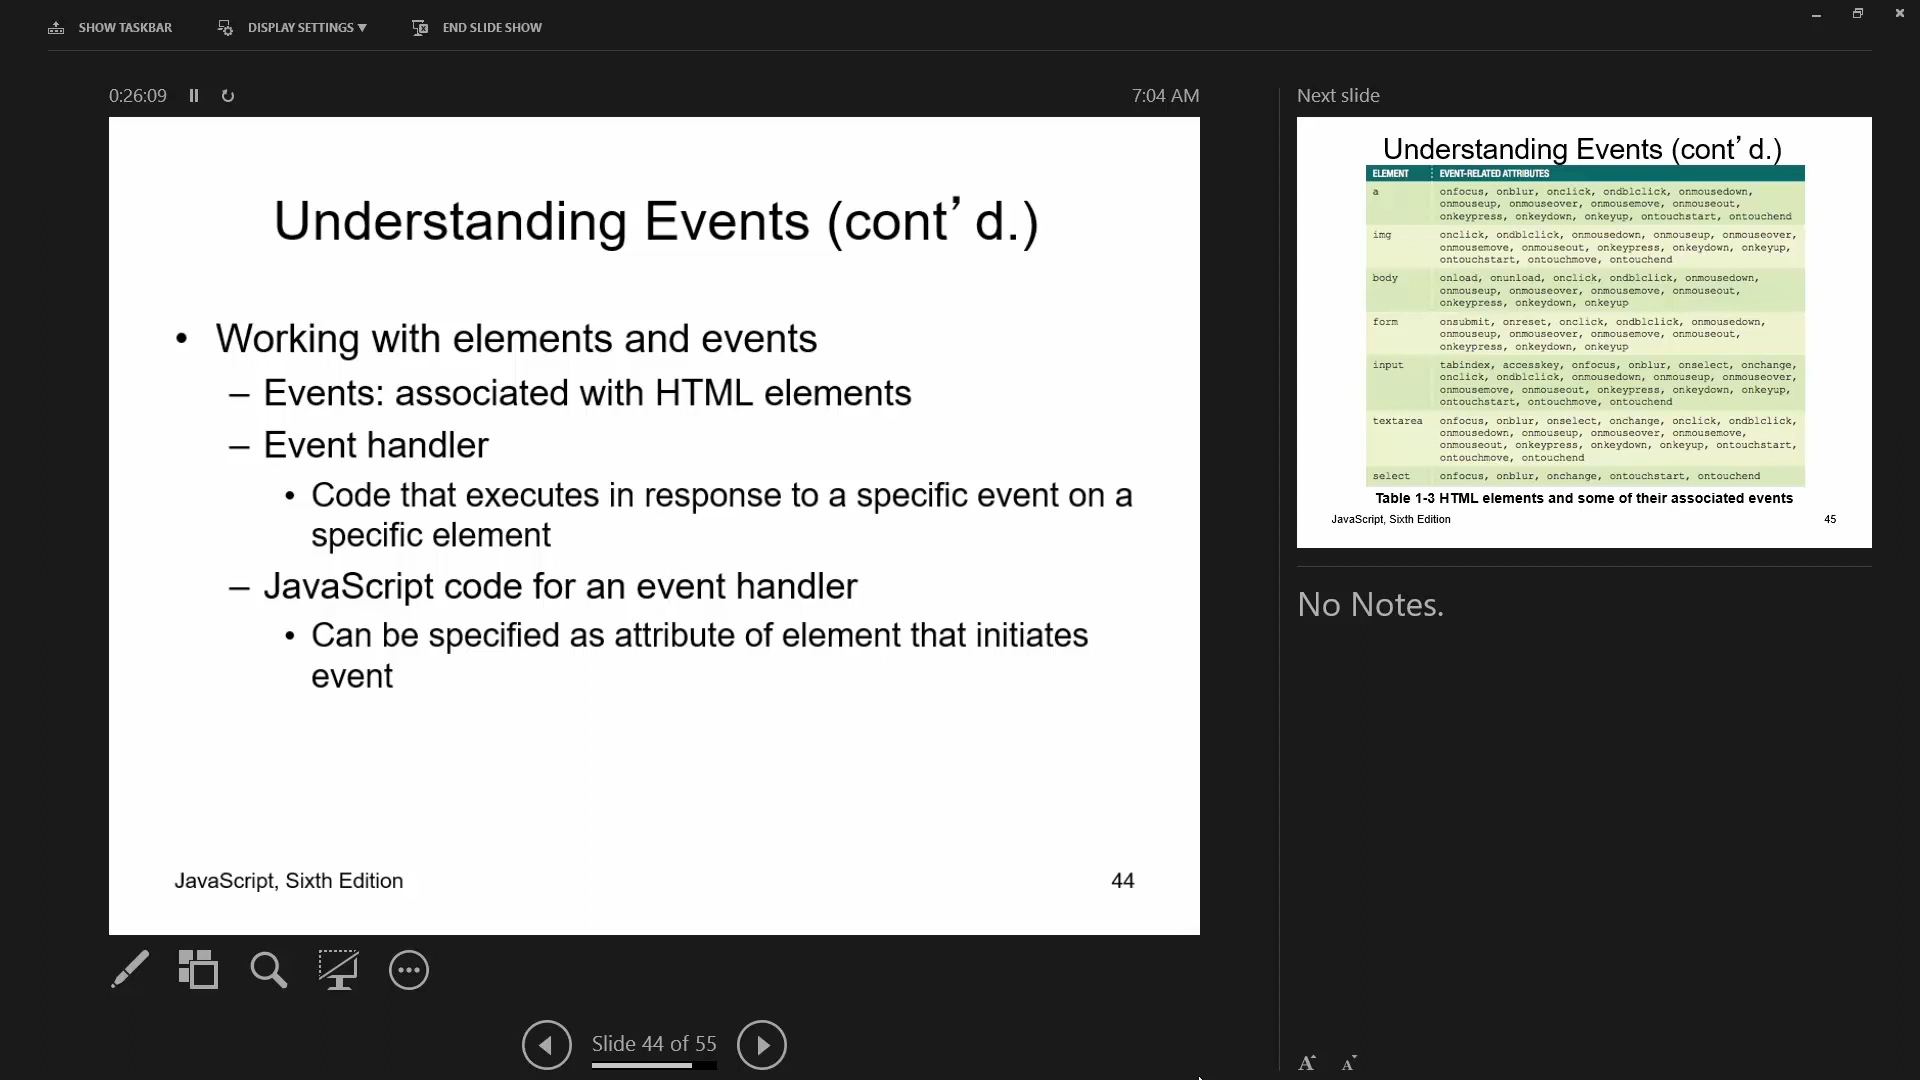 SHOW TASKBAR
DISPLAY SETTINGS ▼
END SLIDE SHOW
0:26:09
7:04 AM
Understanding Events (cont’d.)
• Working with elements and events
– Events: associated with HTML elements
– Event handler
• Code that executes in response to a specific event on a
specific element
– JavaScript code for an event handler
• Can be specified as attribute of element that initiates
event
JavaScript, Sixth Edition
44
Slide 44 of 55
Next slide
Understanding Events (cont’d.)
ELEMENT EVENT-RELATED ATTRIBUTES
a onfocus, onblur, onclick, ondblclick, onmousedown,
onmouseup, onmouseover, onmousemove, onmouseout,
onkeypress, onkeydown, onkeyup, ontouchstart, ontouchend
img onclick, ondblclick, onmousedown, onmouseup, onmouseover,
onmousemove, onmouseout, onkeypress, onkeydown, onkeyup,
ontouchstart, ontouchmove, ontouchend
body onload, onunload, onclick, ondblclick, onmousedown,
onmouseup, onmouseover, onmousemove, onmouseout,
onkeypress, onkeydown, onkeyup
form onsubmit, onreset, onclick, ondblclick, onmousedown,
onmouseup, onmouseover, onmousemove, onmouseout,
onkeypress, onkeydown, onkeyup
input tabindex, accesskey, onfocus, onblur, onselect, onchange,
onclick, ondblclick, onmousedown, onmouseup, onmouseover,
onmousemove, onmouseout, onkeypress, onkeydown, onkeyup,
ontouchstart, ontouchmove, ontouchend
textarea onfocus, onblur, onselect, onchange, onclick, ondblclick,
onmousedown, onmouseup, onmouseover, onmousemove,
onmouseout, onkeypress, onkeydown, onkeyup, ontouchstart,
ontouchmove, ontouchend
select onfocus, onblur, onchange, ontouchstart, ontouchend
Table 1-3 HTML elements and some of their associated events
JavaScript, Sixth Edition
45
No Notes.
A A